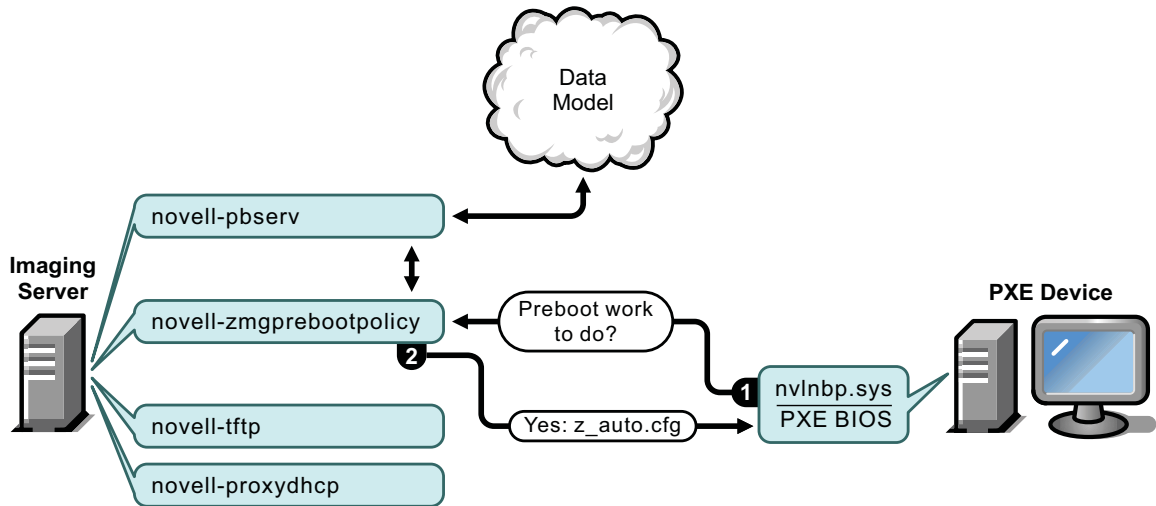 Data
Model
novell-pbserv
Imaging
Server
novell-zmgprebootpolicy
2
Preboot work
to do?
PXE Device
1
nvlnbp.sys
PXE BIOS
novell-tftp
Yes: z_auto.cfg
novell-proxydhcp